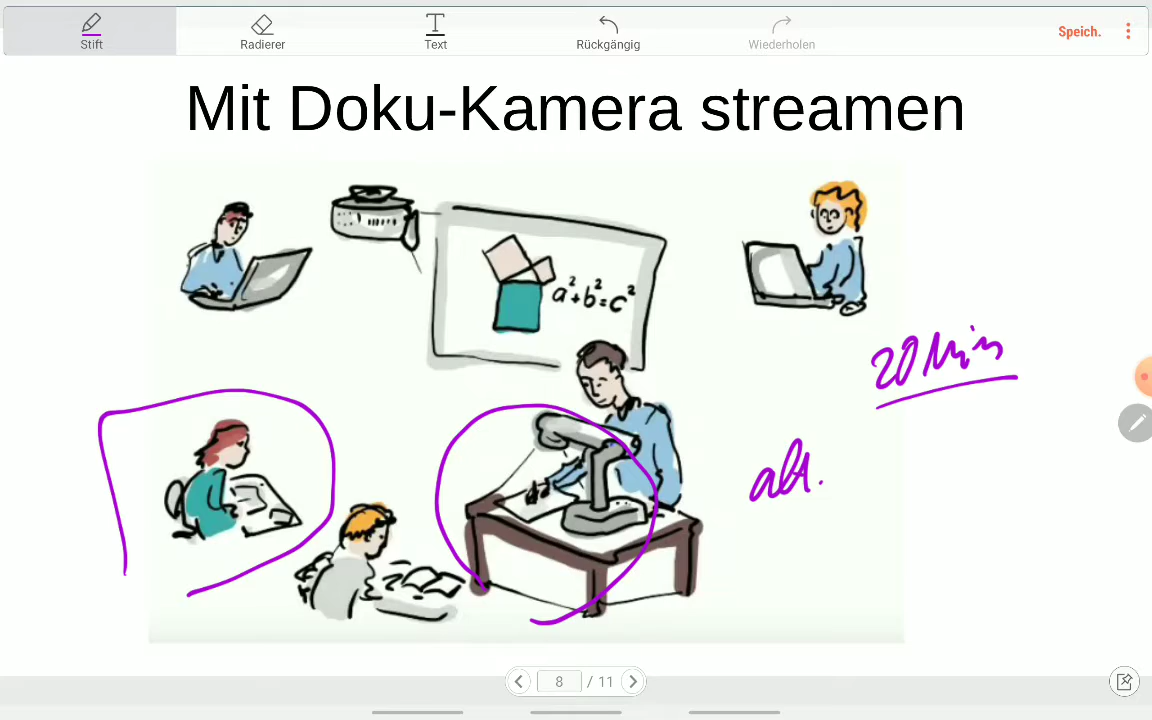 Stift
Radierer
Text
Rückgängig
Wiederholen
Speich.
Mit Doku-Kamera streamen
a²+b²=c²
20 Min
alt.
8 / 11